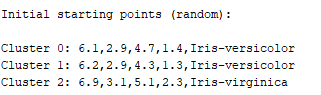 Initial starting points (random):
Cluster 0: 6.1,2.9,4.7,1.4,Iris-versicolor
Cluster 1: 6.2,2.9,4.3,1.3,Iris-versicolor
Cluster 2: 6.9,3.1,5.1,2.3,Iris-virginica